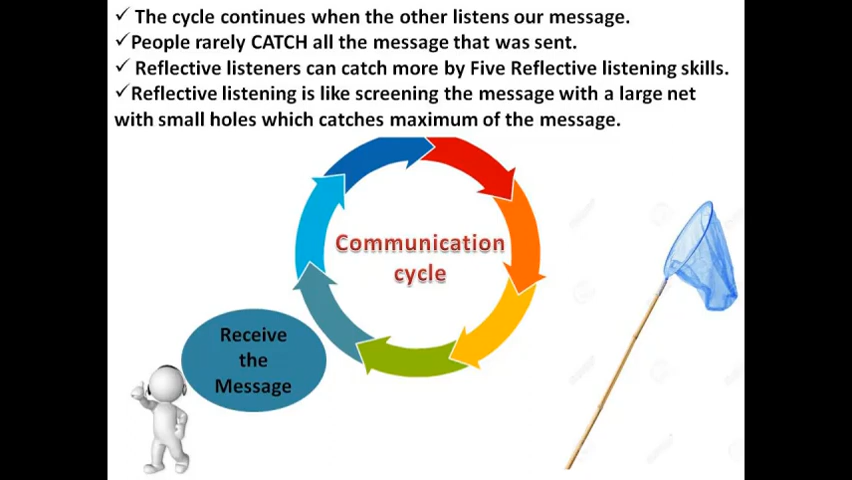 ✓ The cycle continues when the other listens our message.
✓People rarely CATCH all the message that was sent.
✓ Reflective listeners can catch more by Five Reflective listening skills.
✓Reflective listening is like screening the message with a large net
with small holes which catches maximum of the message.
Communication
cycle
Receive
the
Message